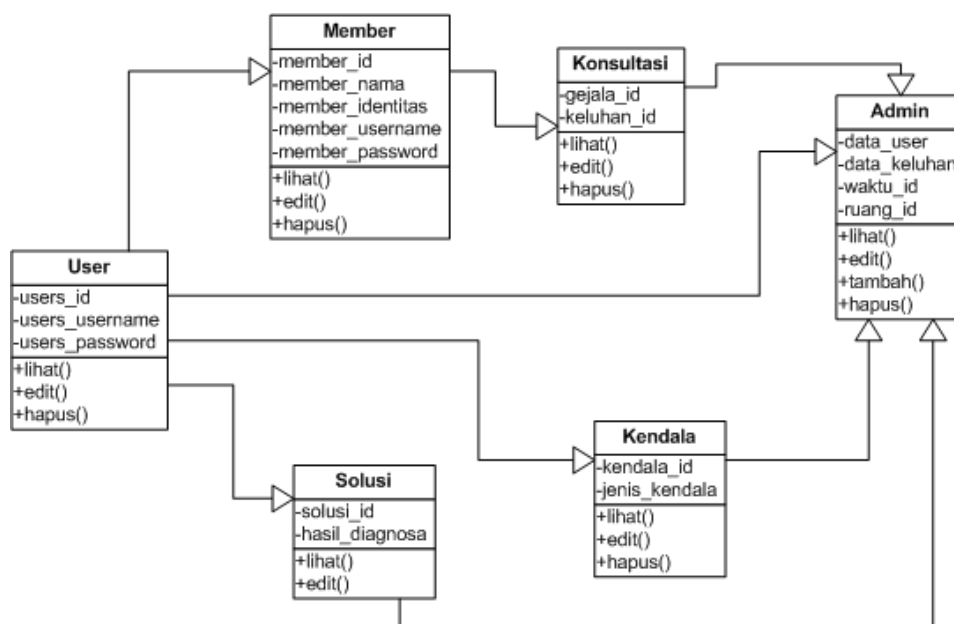 Member
-member_id
-member_nama
-member_identitas
-member_username
-member_password
+lihat()
+edit()
+hapus()
Konsultasi
-gejala_id
-keluhan_id
+lihat()
+edit()
+hapus()
Admin
-data_user
-data_keluhan
-waktu_id
-ruang_id
+lihat()
+edit()
+tambah()
+hapus()
User
-users_id
-users_username
-users_password
+lihat()
+edit()
+hapus()
Kendala
-kendala_id
-jenis_kendala
+lihat()
+edit()
+hapus()
Solusi
-solusi_id
-hasil_diagnosa
+lihat()
+edit()